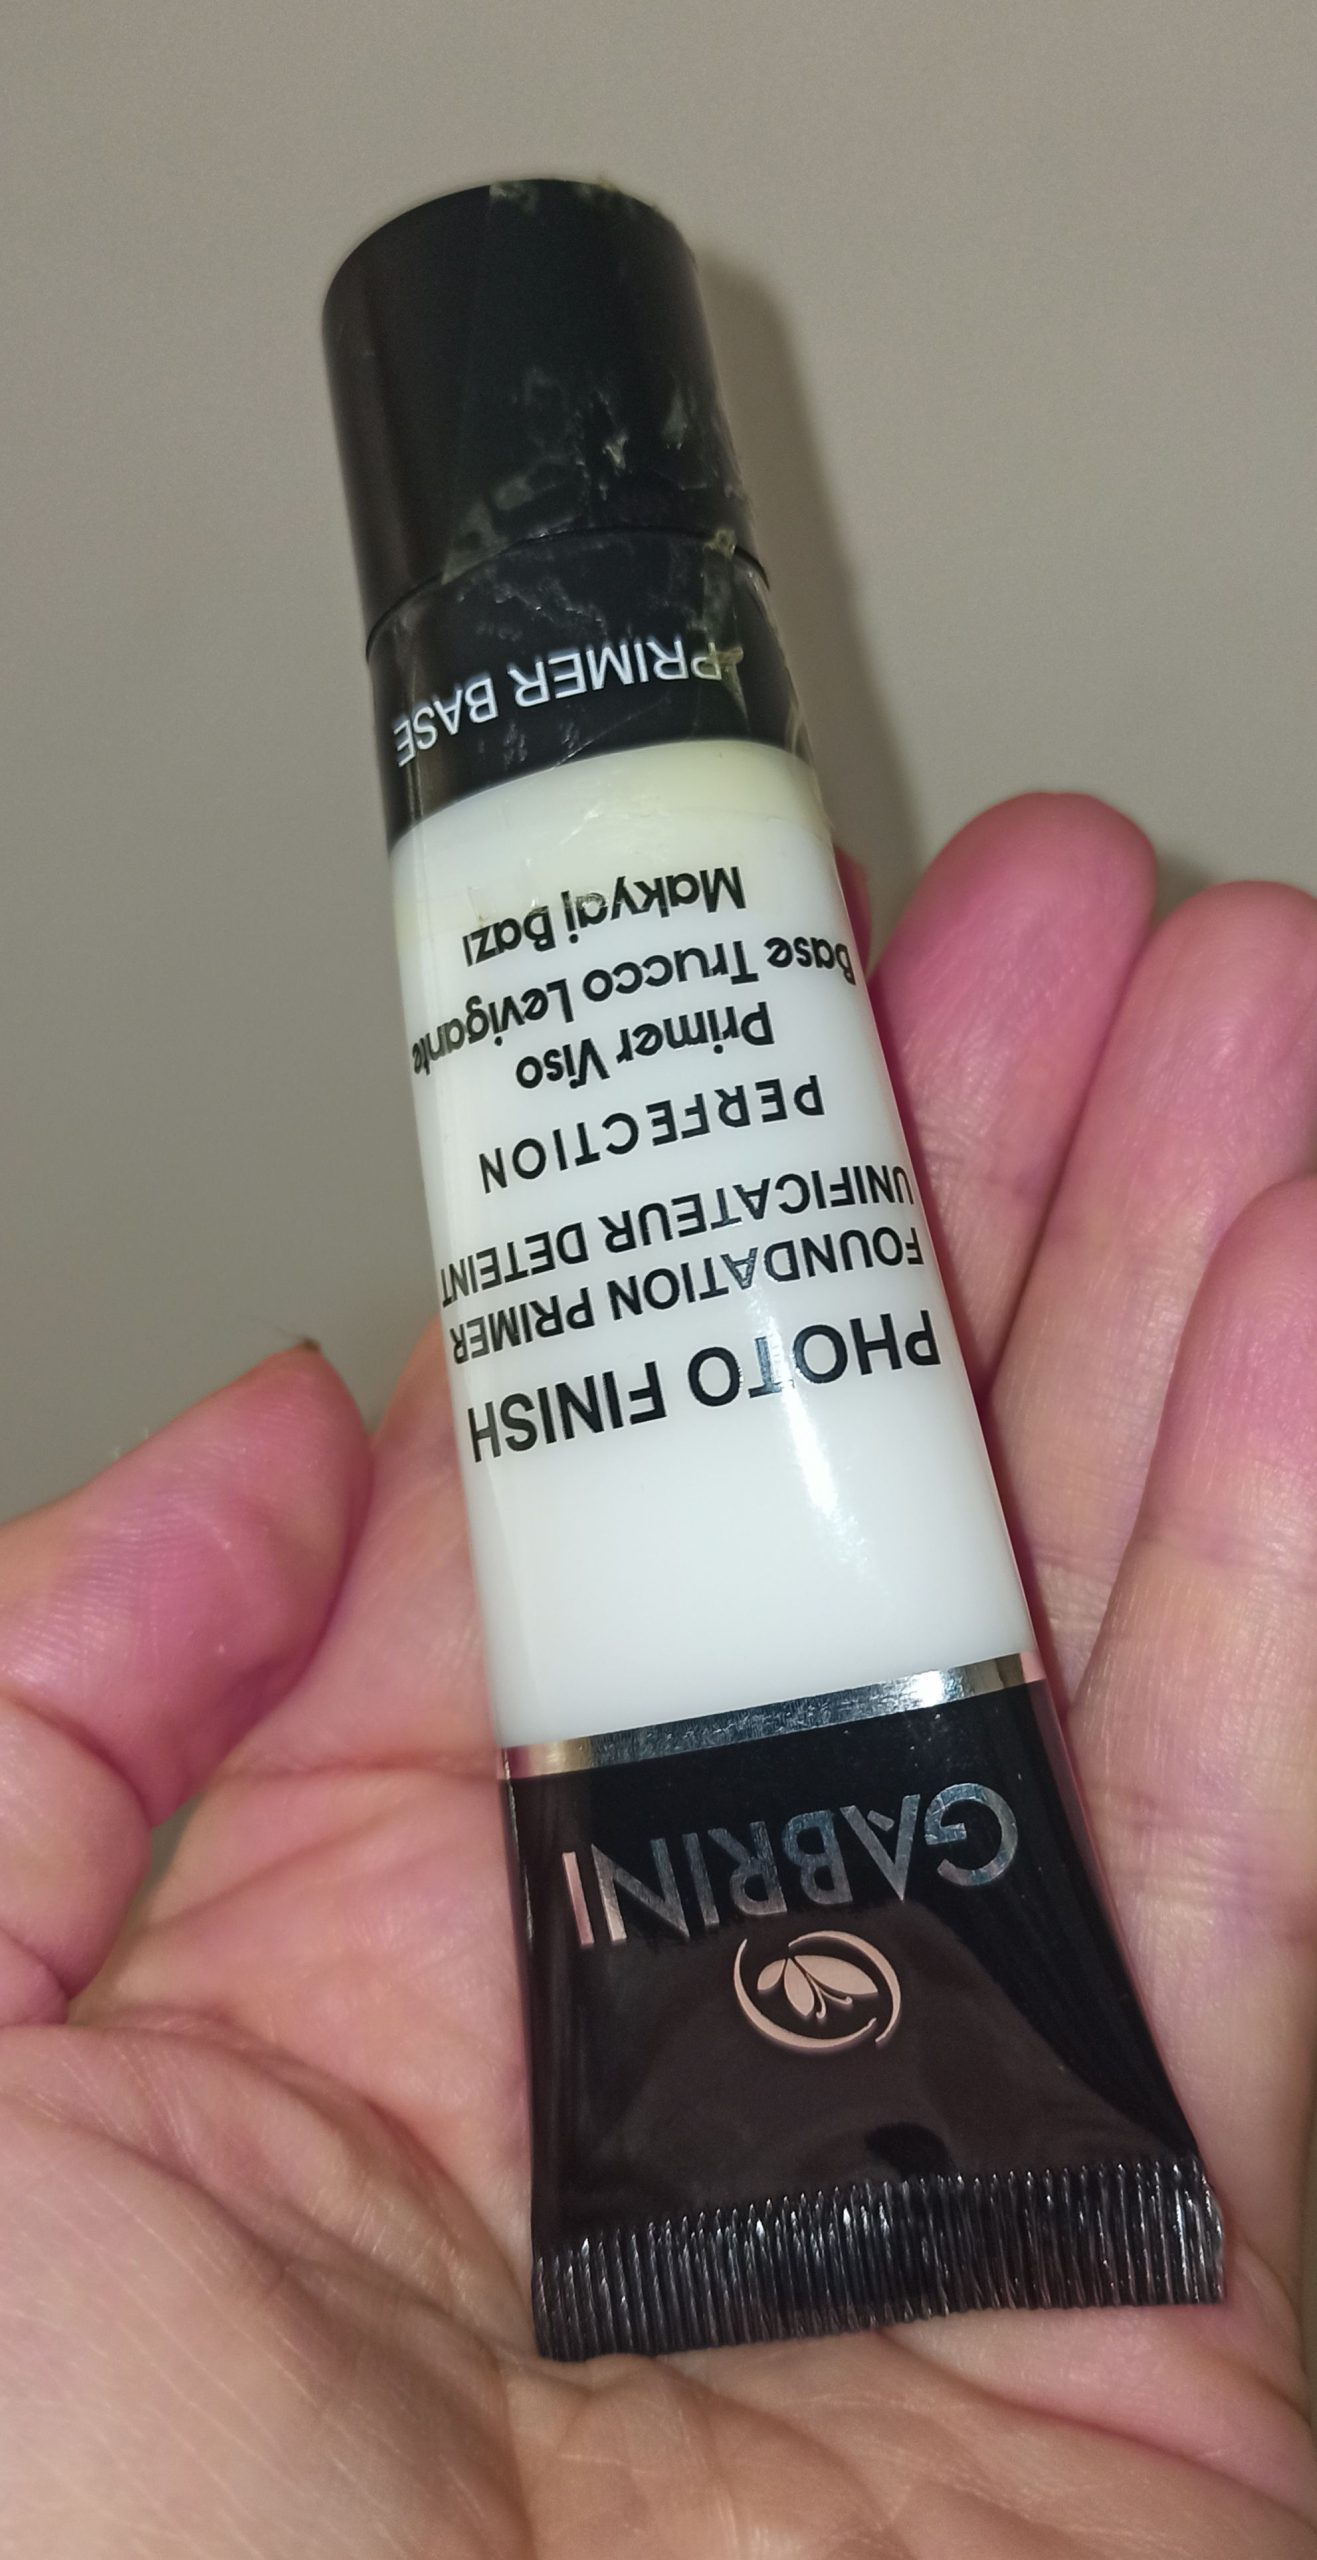 GABRINI
PHOTO FINISH
FOUNDATION PRIMER
UNIFICATEUR DETEINT
PERFECTION
Primer Viso
Base Trucco Levigante
Makyaj Bazı
PRIMER BASE